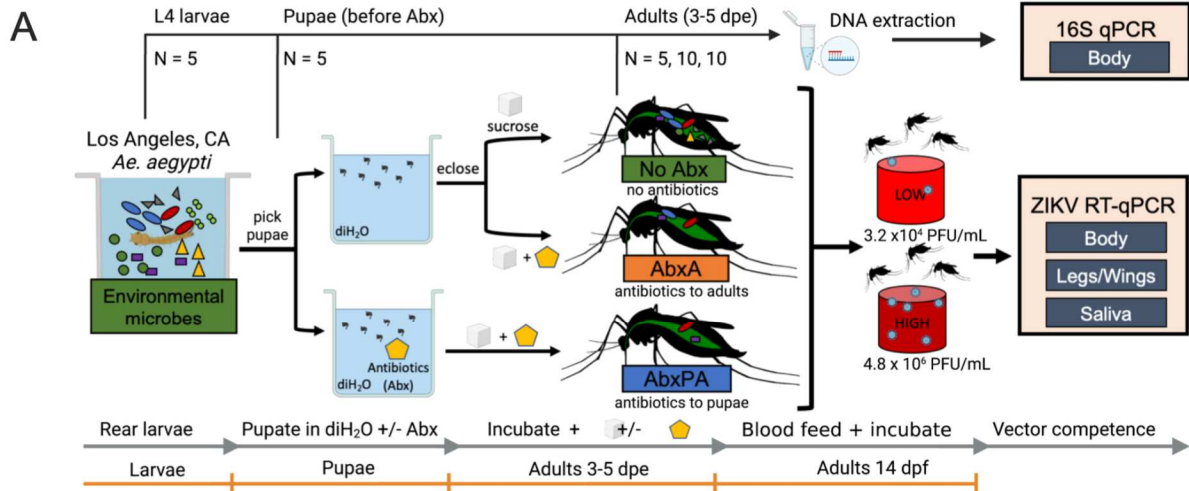 A
L4 larvae
Pupae (before Abx)
Adults (3-5 dpe)
DNA extraction
N = 5
N = 5
N = 5, 10, 10
16S qPCR
Body
Los Angeles, CA
Ae. aegypti
Environmental
microbes
pick
pupae
diH2O
eclose
sucrose
No Abx
no antibiotics
+
AbxA
antibiotics to adults
Antibiotics
(Abx)
diH2O
+
AbxPA
antibiotics to pupae
LOW
3.2 x10⁴ PFU/mL
HIGH
4.8 x 10⁶ PFU/mL
ZIKV RT-qPCR
Body
Legs/Wings
Saliva
Rear larvae
Pupate in diH2O +/- Abx
Incubate + +/-
Blood feed + incubate
Vector competence
Larvae
Pupae
Adults 3-5 dpe
Adults 14 dpf